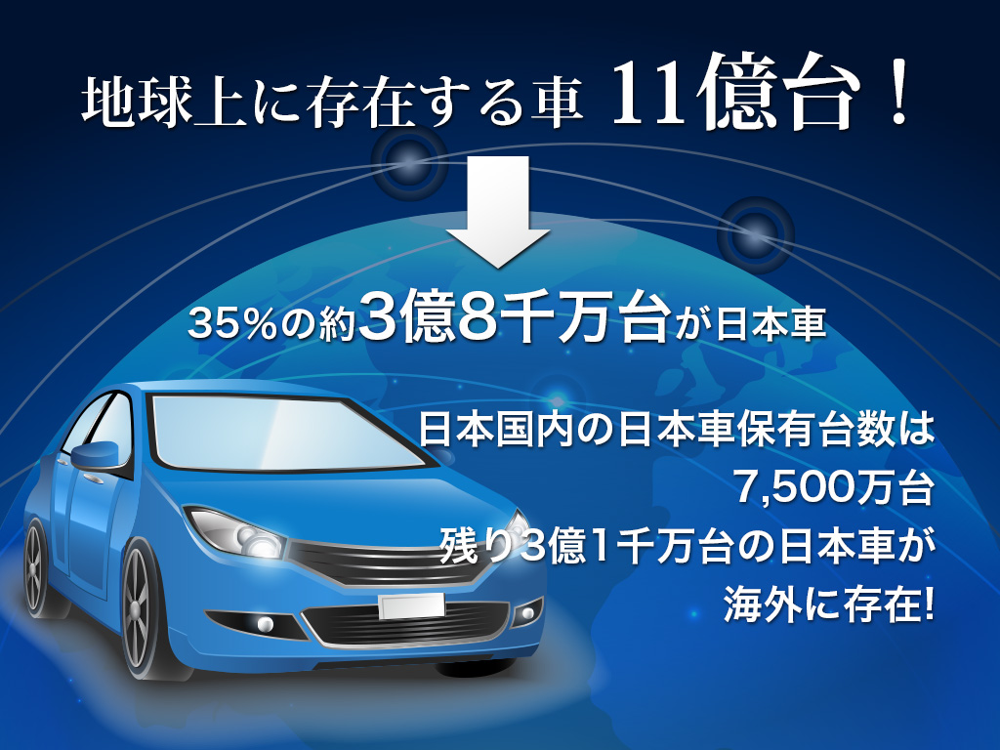 地球上に存在する車 11億台！
35%の約3億8千万台が日本車
日本国内の日本車保有台数は
7,500万台
残り3億1千万台の日本車が
海外に存在!